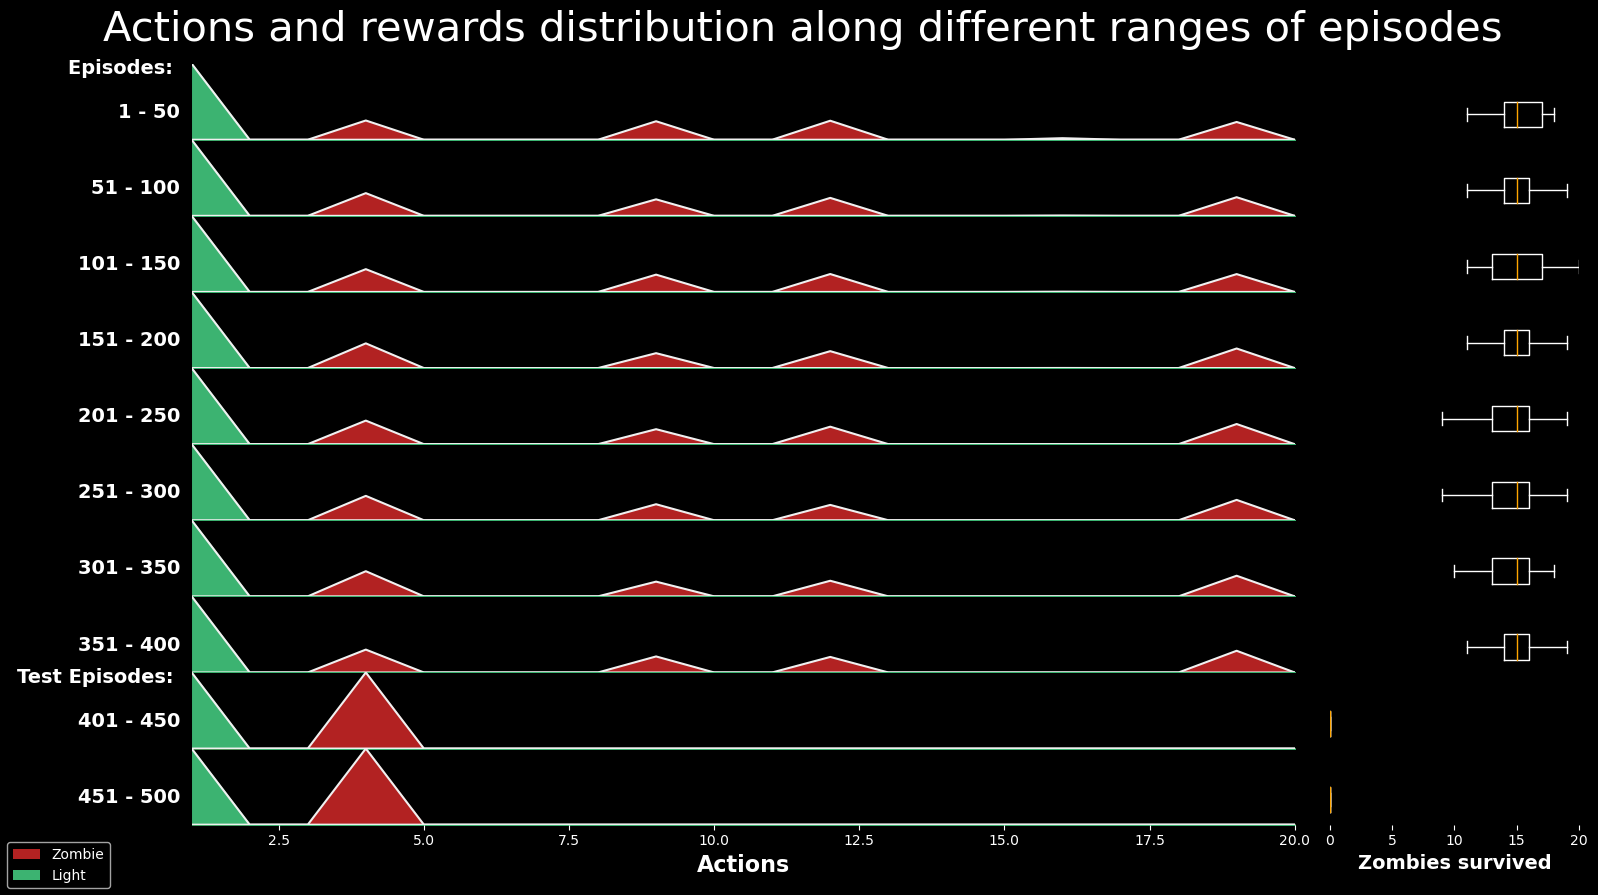 Actions and rewards distribution along different ranges of episodes
Episodes:
1 - 50
51 - 100
101 - 150
151 - 200
201 - 250
251 - 300
301 - 350
351 - 400
Test Episodes:
401 - 450
451 - 500
2.5 5.0 7.5 10.0 12.5 15.0 17.5 20.0
0 5 10 15 20
Actions
Zombies survived
Zombie
Light